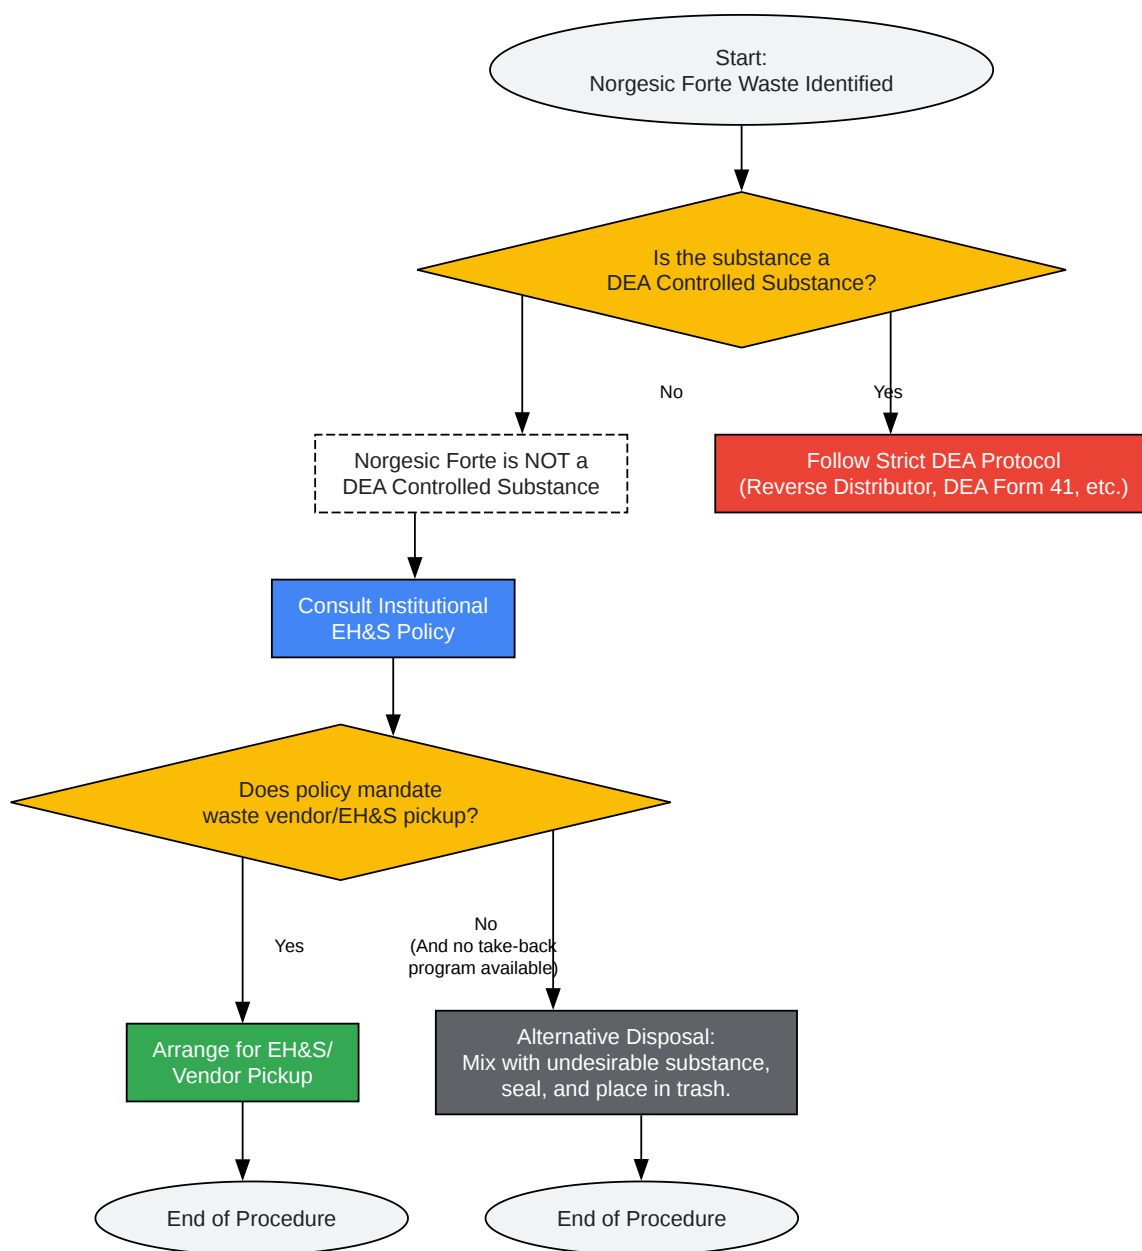 Start:
Norgesic Forte Waste Identified
Is the substance a
DEA Controlled Substance?
No
Yes
Norgesic Forte is NOT a
DEA Controlled Substance
Follow Strict DEA Protocol
(Reverse Distributor, DEA Form 41, etc.)
Consult Institutional
EH&S Policy
Does policy mandate
waste vendor/EH&S pickup?
Yes
No
(And no take-back
program available)
Arrange for EH&S/
Vendor Pickup
Alternative Disposal:
Mix with undesirable substance,
seal, and place in trash.
End of Procedure
End of Procedure